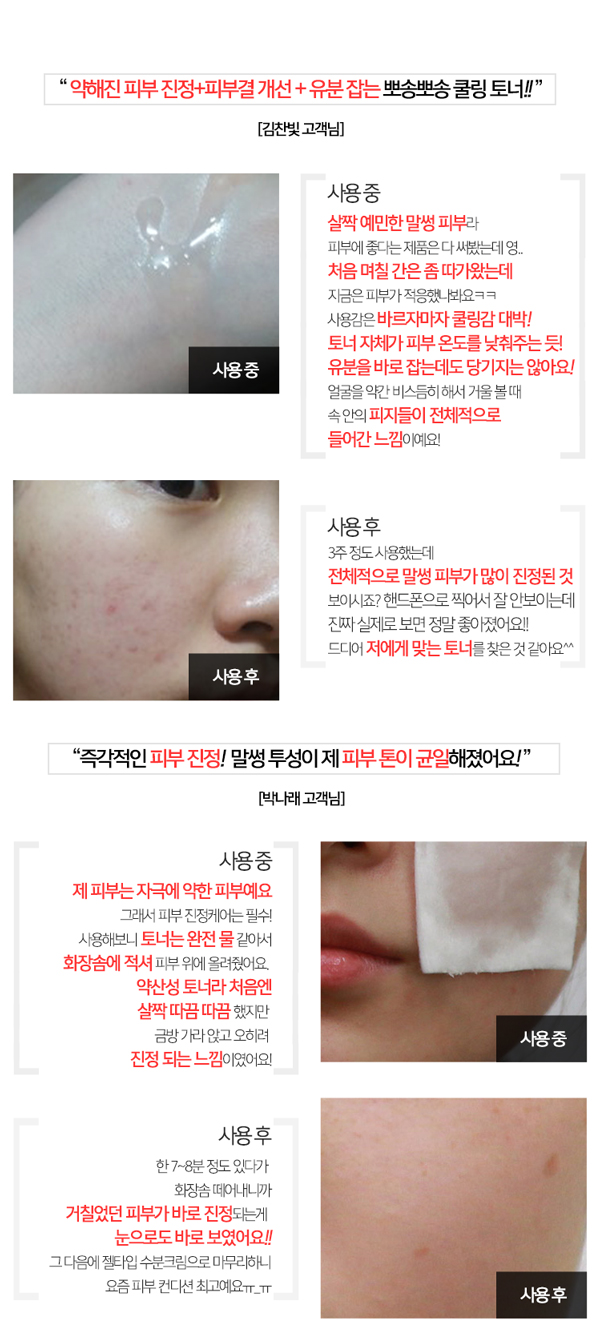 “ 약해진 피부 진정+피부결 개선 + 유분 잡는 뽀송뽀송 쿨링 토너!! ”
[김찬빛 고객님]
사용 중
사용 중
살짝 예민한 말썽 피부라
피부에 좋다는 제품은 다 써봤는데 영..
처음 며칠 간은 좀 따가왔는데
지금은 피부가 적응했나봐요ㅋㅋ
사용감은 바르자마자 쿨링감 대박!
토너 자체가 피부 온도를 낮춰주는 듯!
유분을 바로 잡는데도 당기지는 않아요!
얼굴을 약간 비스듬히 해서 거울 볼 때
속 안의 피지들이 전체적으로
들어간 느낌이예요!
사용 후
사용 후
3주 정도 사용했는데
전체적으로 말썽 피부가 많이 진정된 것
보이시죠? 핸드폰으로 찍어서 잘 안보이는데
진짜 실제로 보면 정말 좋아졌어요!!
드디어 저에게 맞는 토너를 찾은 것 같아요^^
“즉각적인 피부 진정! 말썽 투성이 제 피부 톤이 균일해졌어요!”
[박나래 고객님]
사용 중
제 피부는 자극에 약한 피부예요
그래서 피부 진정케어는 필수!
사용해보니 토너는 완전 물 같아서
화장솜에 적셔 피부 위에 올려줬어요.
약산성 토너라 처음엔
살짝 따끔 따끔 했지만
금방 가라 앉고 오히려
진정 되는 느낌이였어요!
사용 중
사용 후
한 7~8분 정도 있다가
화장솜 떼어내니까
거칠었던 피부가 바로 진정되는게
눈으로도 바로 보였어요!!
그 다음에 젤타입 수분크림으로 마무리하니
요즘 피부 컨디션 최고예요ㅠ_ㅠ
사용 후